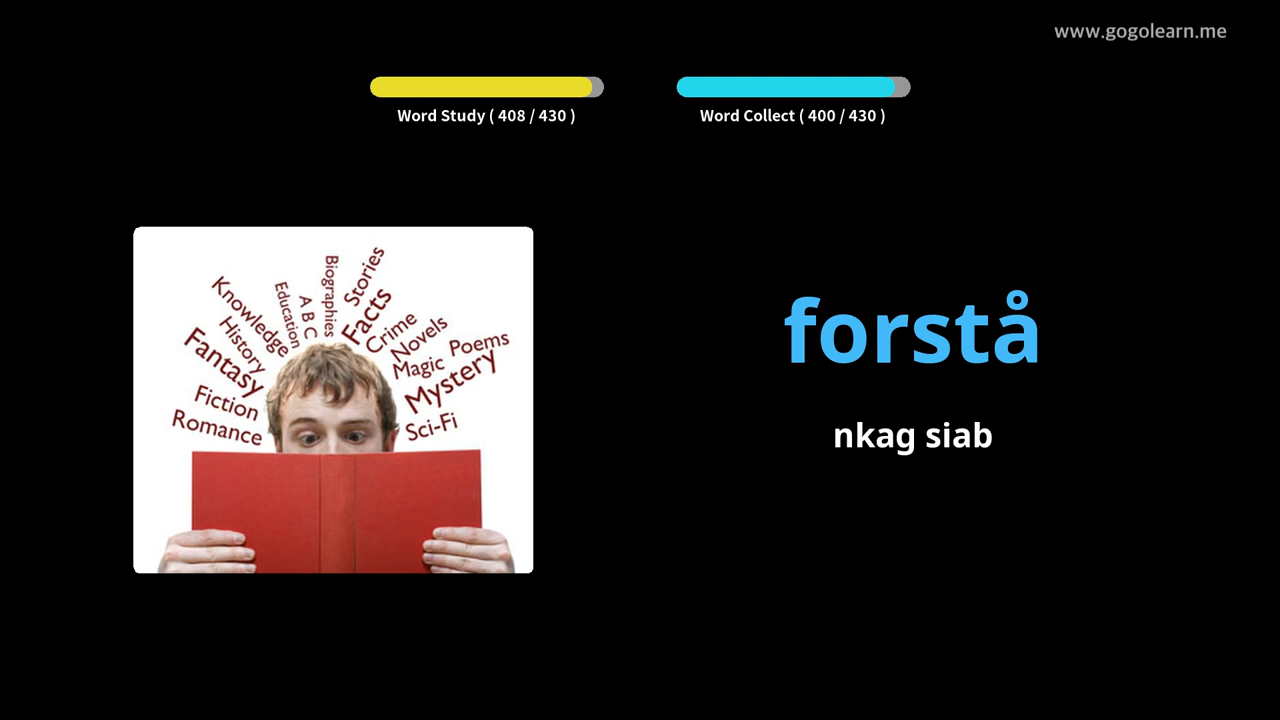 www.gogolearn.me
Word Study ( 408 / 430 )
Word Collect ( 400 / 430 )
forstå
nkag siab
Romance
Fiction
Fantasy
History
Knowledge
Education
A B C
Biographies
Stories
Facts
Crime
Novels
Magic
Poems
Mystery
Sci-Fi